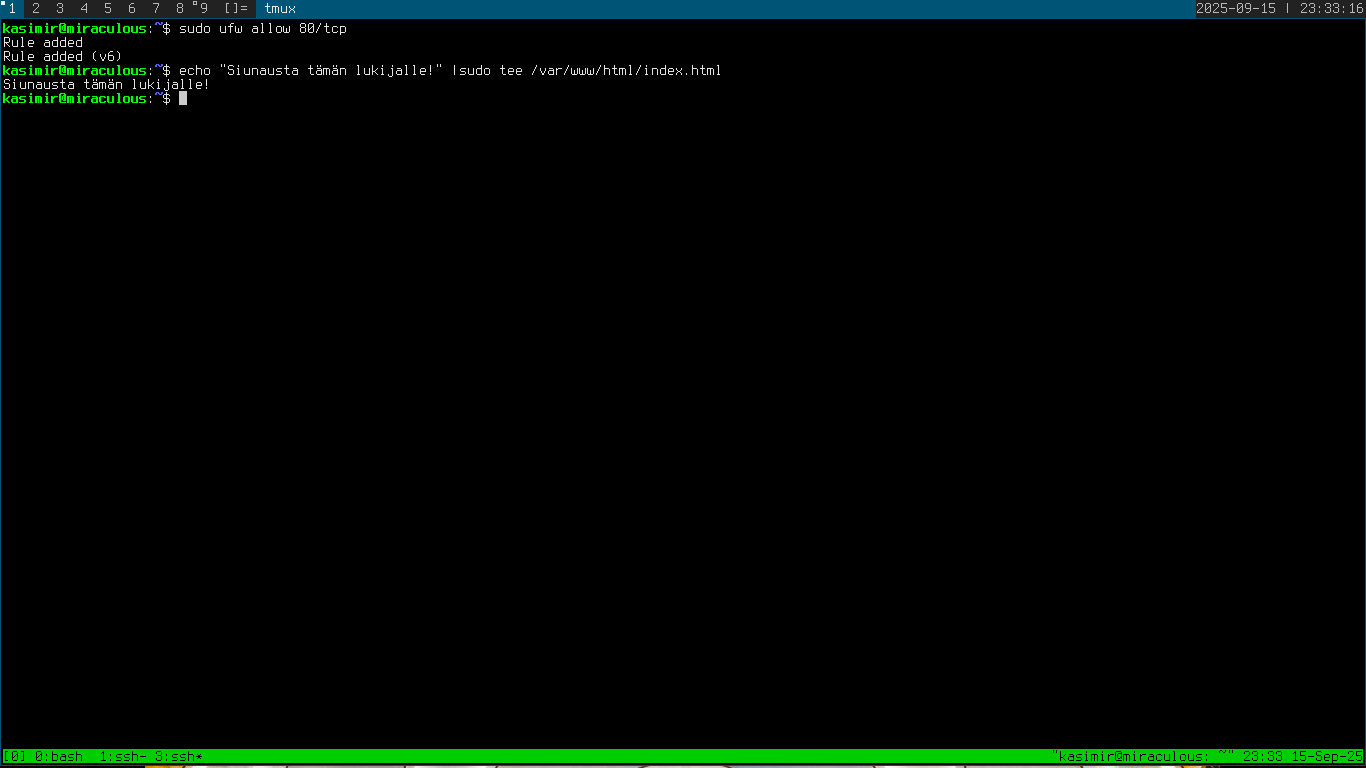 1 2 3 4 5 6 7 8 9 []= tmux 2025-09-15 | 23:33:16
kasimir@miraculous:~$ sudo ufw allow 80/tcp
Rule added
Rule added (v6)
kasimir@miraculous:~$ echo "Siunausta tämän lukijalle!" |sudo tee /var/www/html/index.html
Siunausta tämän lukijalle!
kasimir@miraculous:~$
[0] 0:bash 1:ssh- 3:ssh* "kasimir@miraculous: ~" 23:33 15-Sep-25